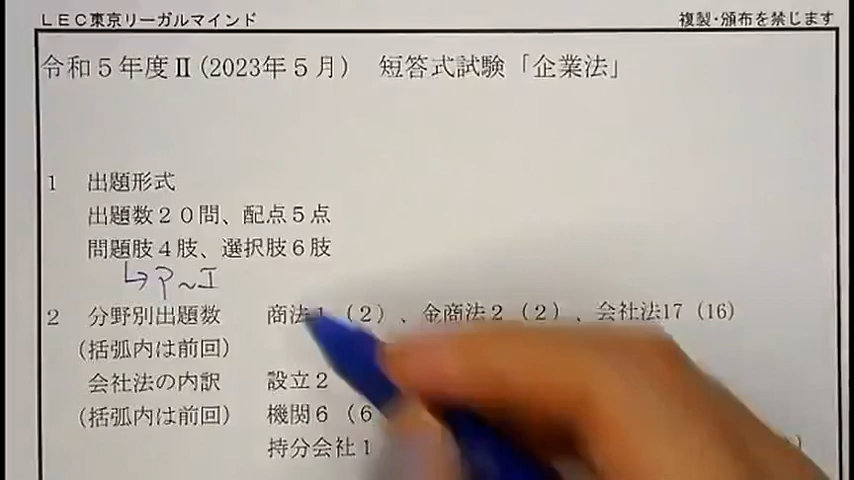 LEC東京リーガルマインド
複製・頒布を禁じます
令和5年度Ⅱ(2023年5月) 短答式試験「企業法」
1 出題形式
出題数20問、配点5点
問題肢4肢、選択肢6肢
↳ア～エ
2 分野別出題数 商法1(2)、金商法2(2)、会社法17(16)
(括弧内は前回)
会社法の内訳 設立2
(括弧内は前回) 機関6(6
持分会社1